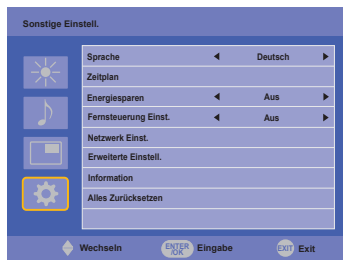 Sonstige Einstell.
Sprache Deutsch
Zeitplan
Energiesparen Aus
Fernsteuerung Einst. Aus
Netzwerk Einst.
Erweiterte Einstell.
Information
Alles Zurücksetzen
Wechseln ENTER /OK Eingabe EXIT Exit